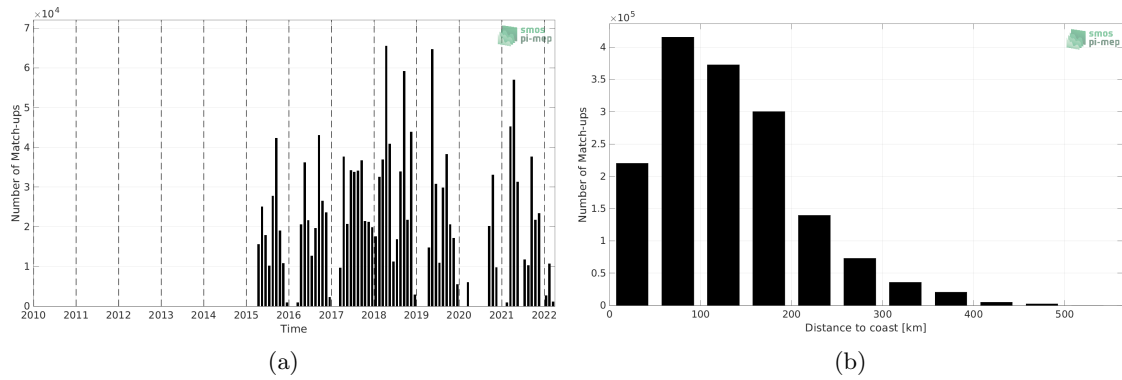 ×10⁴
7
6
5
4
3
2
1
0
Number of Match-ups
smos
pi-mep
2010 2011 2012 2013 2014 2015 2016 2017 2018 2019 2020 2021 2022
Time
(a)
×10⁵
4
3.5
3
2.5
2
1.5
1
0.5
0
Number of Match-ups
smos
pi-mep
0 100 200 300 400 500
Distance to coast [km]
(b)